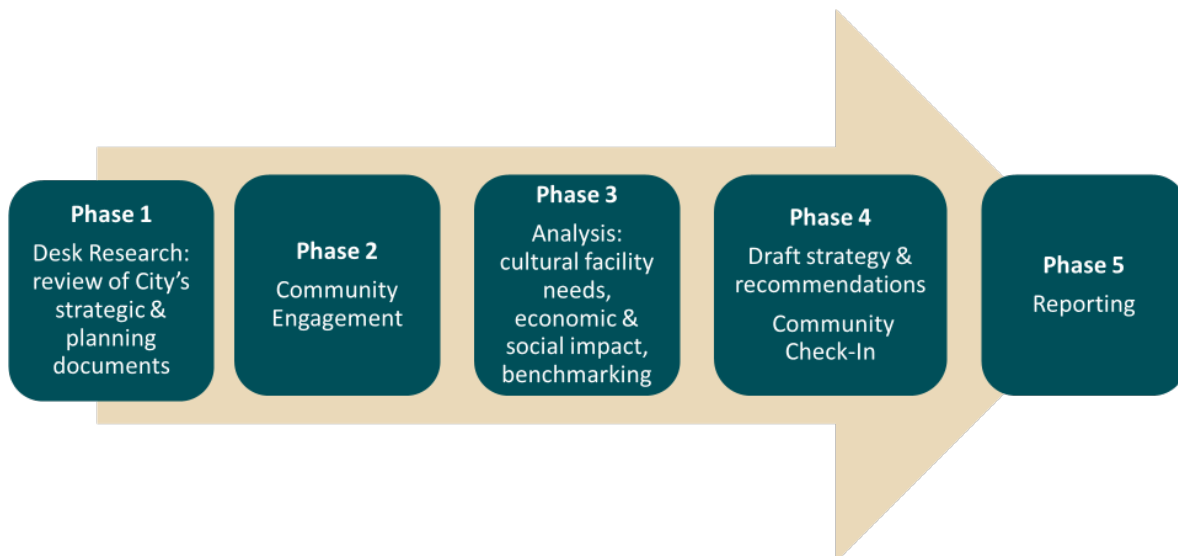 Phase 1
Desk Research:
review of City’s
strategic &
planning
documents
Phase 2
Community
Engagement
Phase 3
Analysis:
cultural facility
needs,
economic &
social impact,
benchmarking
Phase 4
Draft strategy &
recommendations
Community
Check-In
Phase 5
Reporting